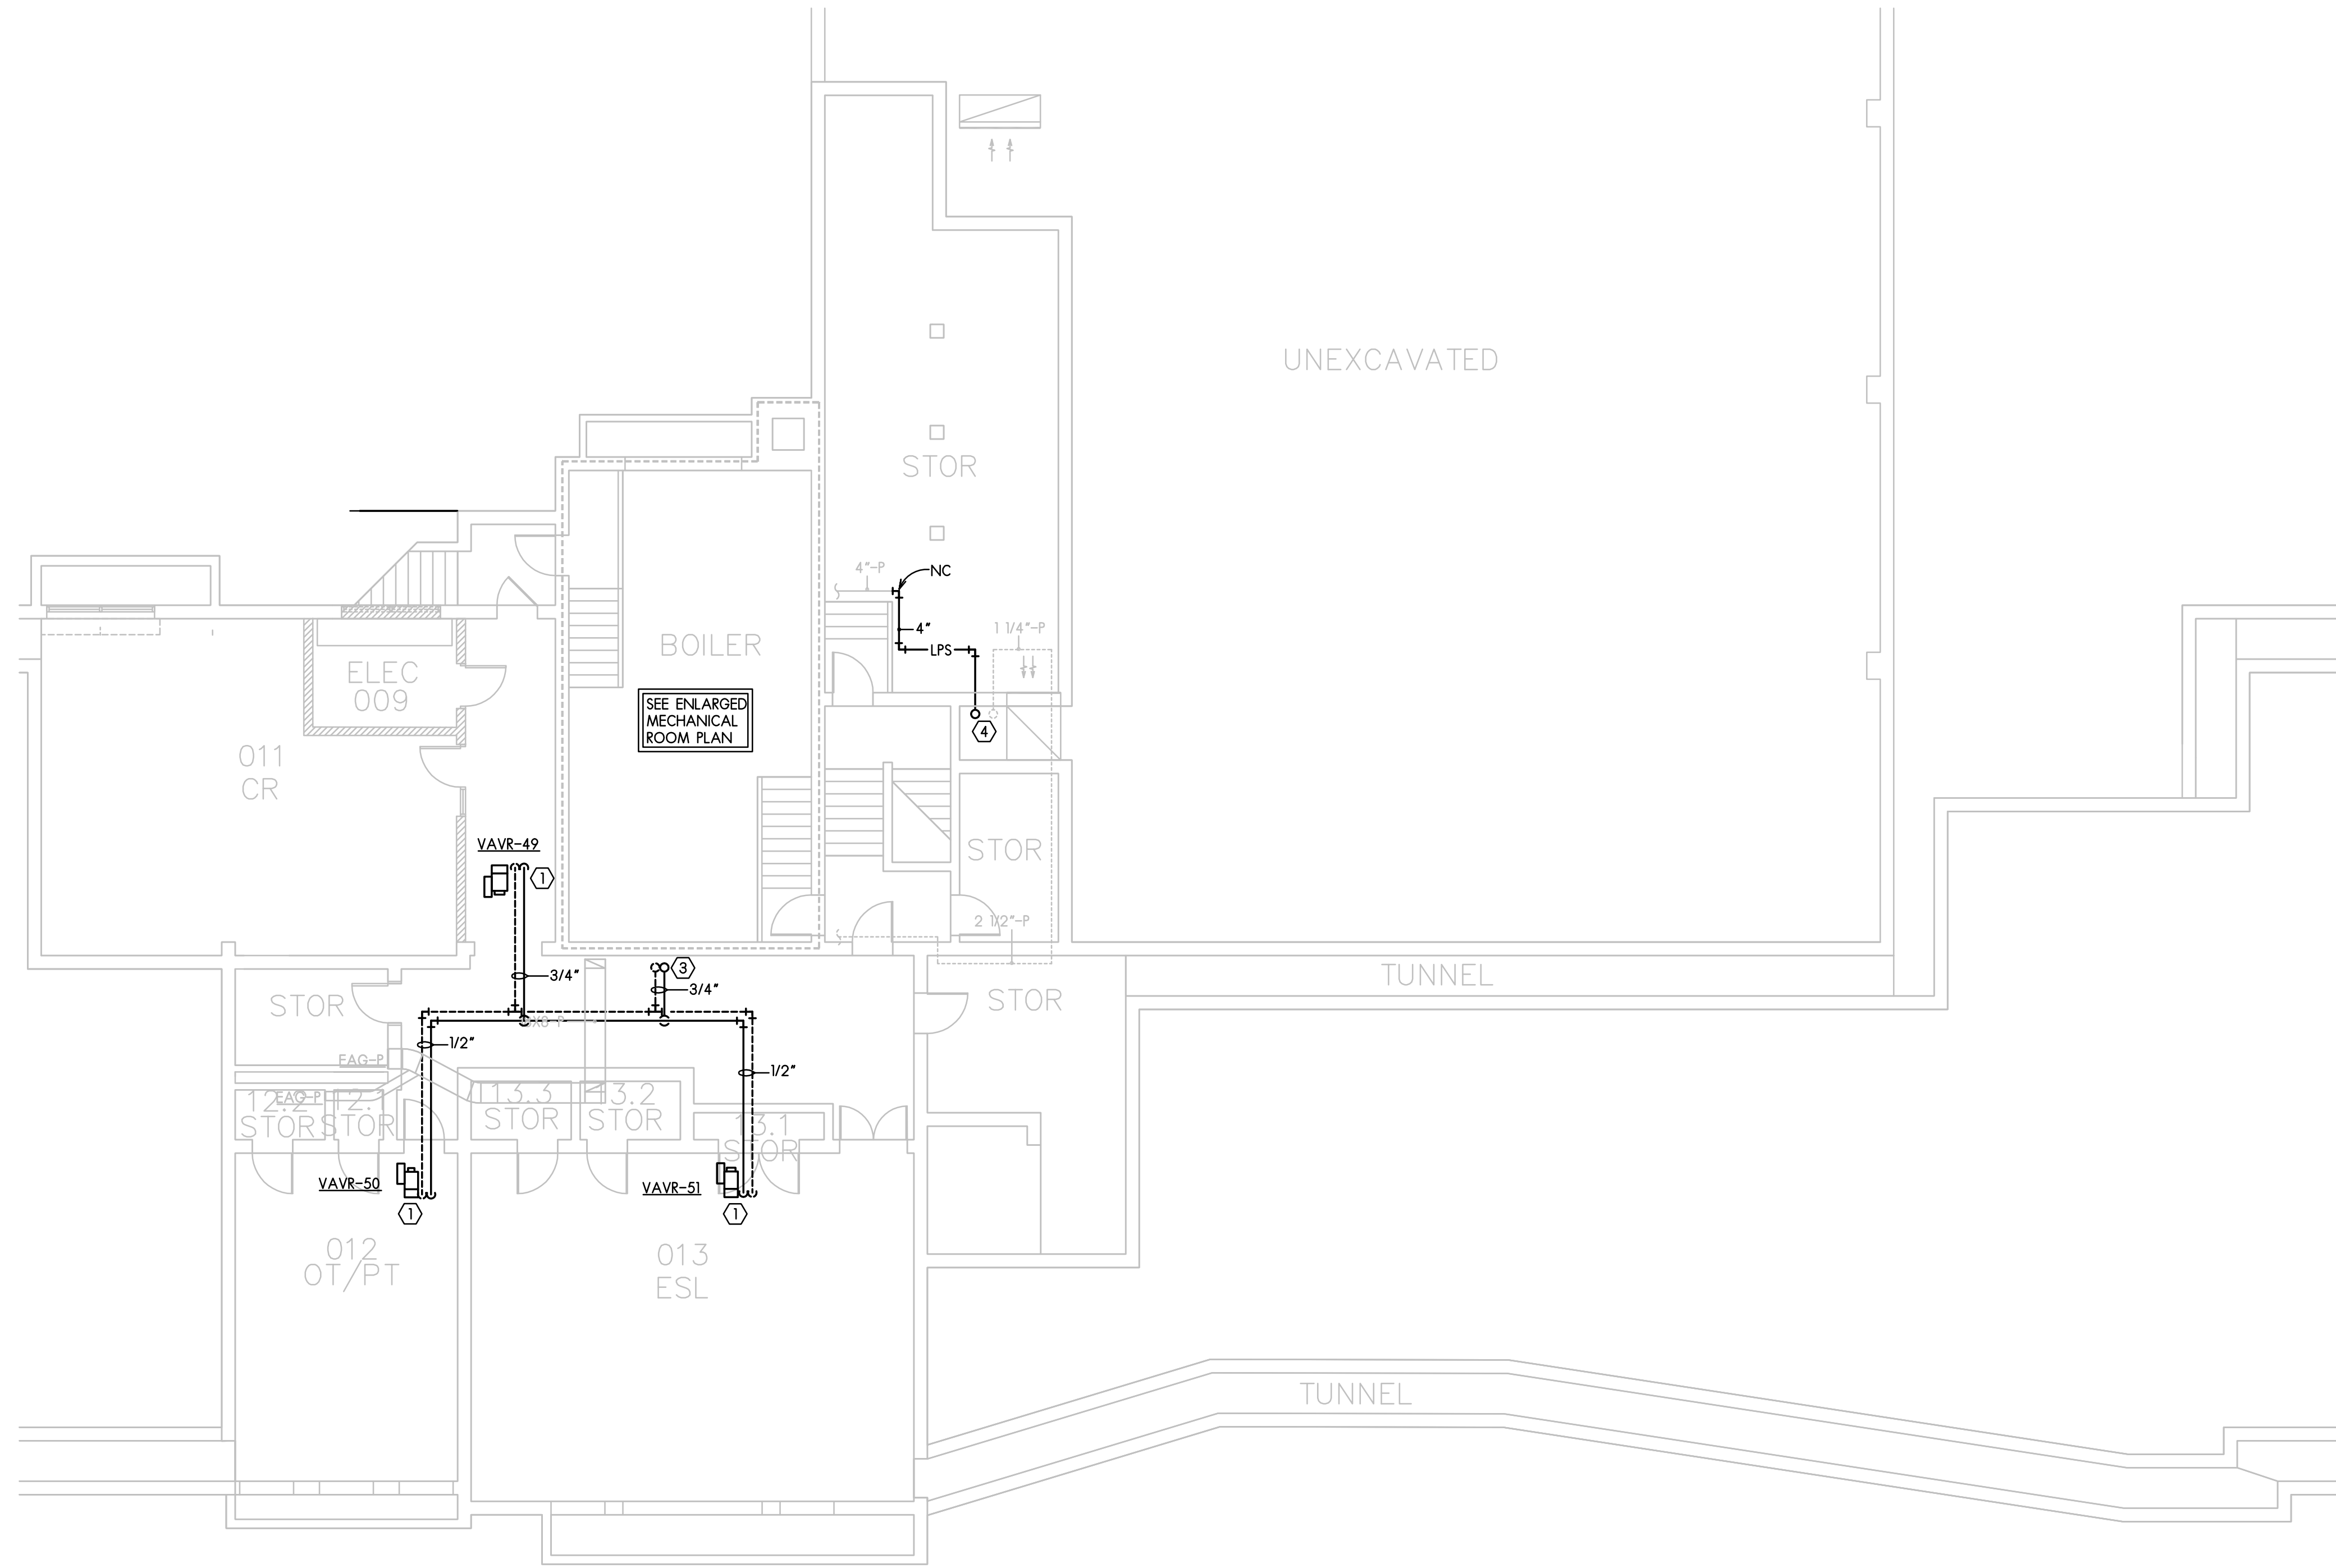 UNEXCAVATED
STOR
4"-P
NC
4"
1 1/4"-P
LPS
BOILER
ELEC
009
SEE ENLARGED
MECHANICAL
ROOM PLAN
4
011
CR
VAVR-49
1
STOR
2 1/2"-P
3/4"
3
3/4"
TUNNEL
STOR
STOR
1/2"
EAG-P
1/2"
EAG-P
12.2
STOR
12.
STOR
13.3
STOR
3.2
STOR
13.1
STOR
VAVR-50
VAVR-51
1
1
012
OT/PT
013
ESL
TUNNEL